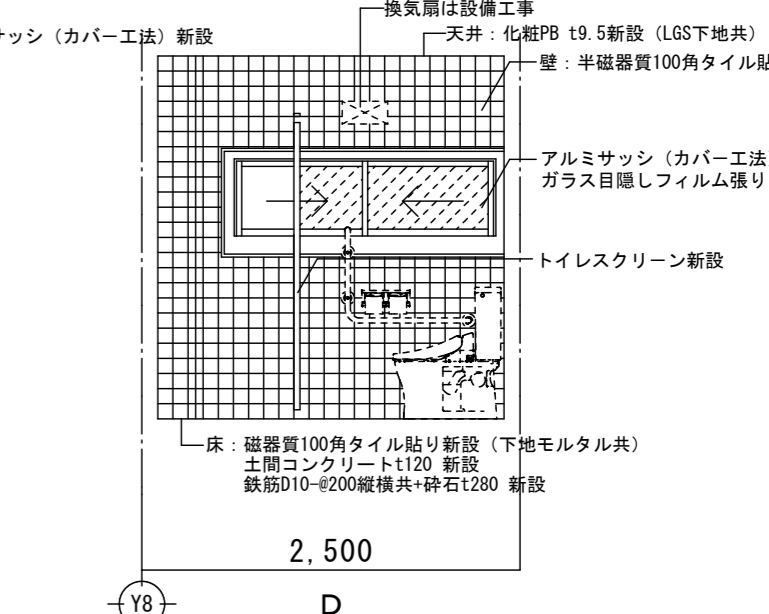 換気扇は設備工事
サッシ（カバー工法）新設
天井：化粧PB t9.5新設（LGS下地共）
壁：半磁器質100角タイル貼
アルミサッシ（カバー工法）
ガラス目隠しフィルム張り
トイレスクリーン新設
床：磁器質100角タイル貼り新設（下地モルタル共）
土間コンクリートt120 新設
鉄筋D10-@200縦横共+砕石t280 新設
2,500
Y8
D